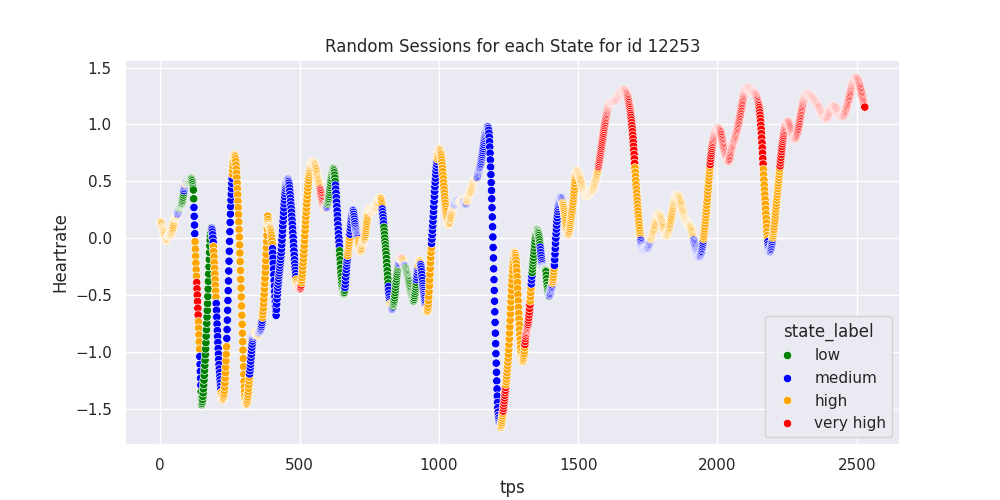 Random Sessions for each State for id 12253
Heartrate
1.5
1.0
0.5
0.0
−0.5
−1.0
−1.5
0
500
1000
1500
2000
2500
tps
state_label
low
medium
high
very high